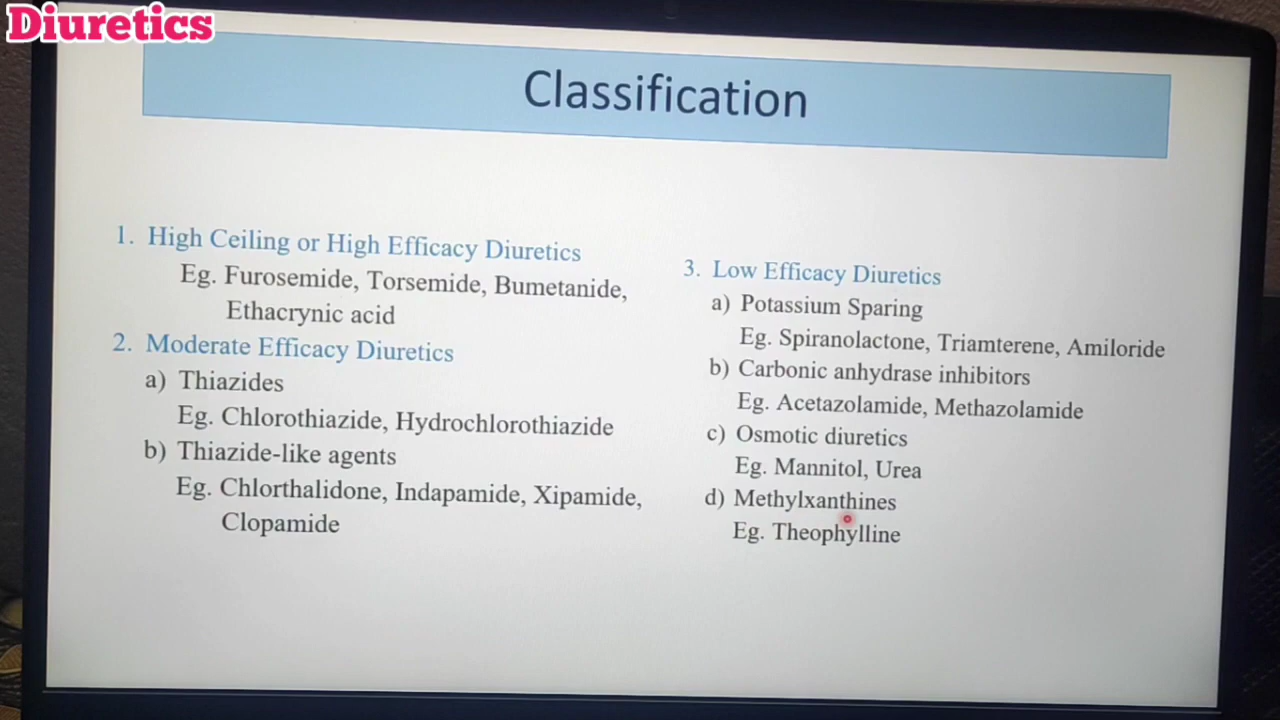 Diuretics
Classification
1. High Ceiling or High Efficacy Diuretics
Eg. Furosemide, Torsemide, Bumetanide,
Ethacrynic acid
2. Moderate Efficacy Diuretics
a) Thiazides
Eg. Chlorothiazide, Hydrochlorothiazide
b) Thiazide-like agents
Eg. Chlorthalidone, Indapamide, Xipamide,
Clopamide
3. Low Efficacy Diuretics
a) Potassium Sparing
Eg. Spiranolactone, Triamterene, Amiloride
b) Carbonic anhydrase inhibitors
Eg. Acetazolamide, Methazolamide
c) Osmotic diuretics
Eg. Mannitol, Urea
d) Methylxanthines
Eg. Theophylline